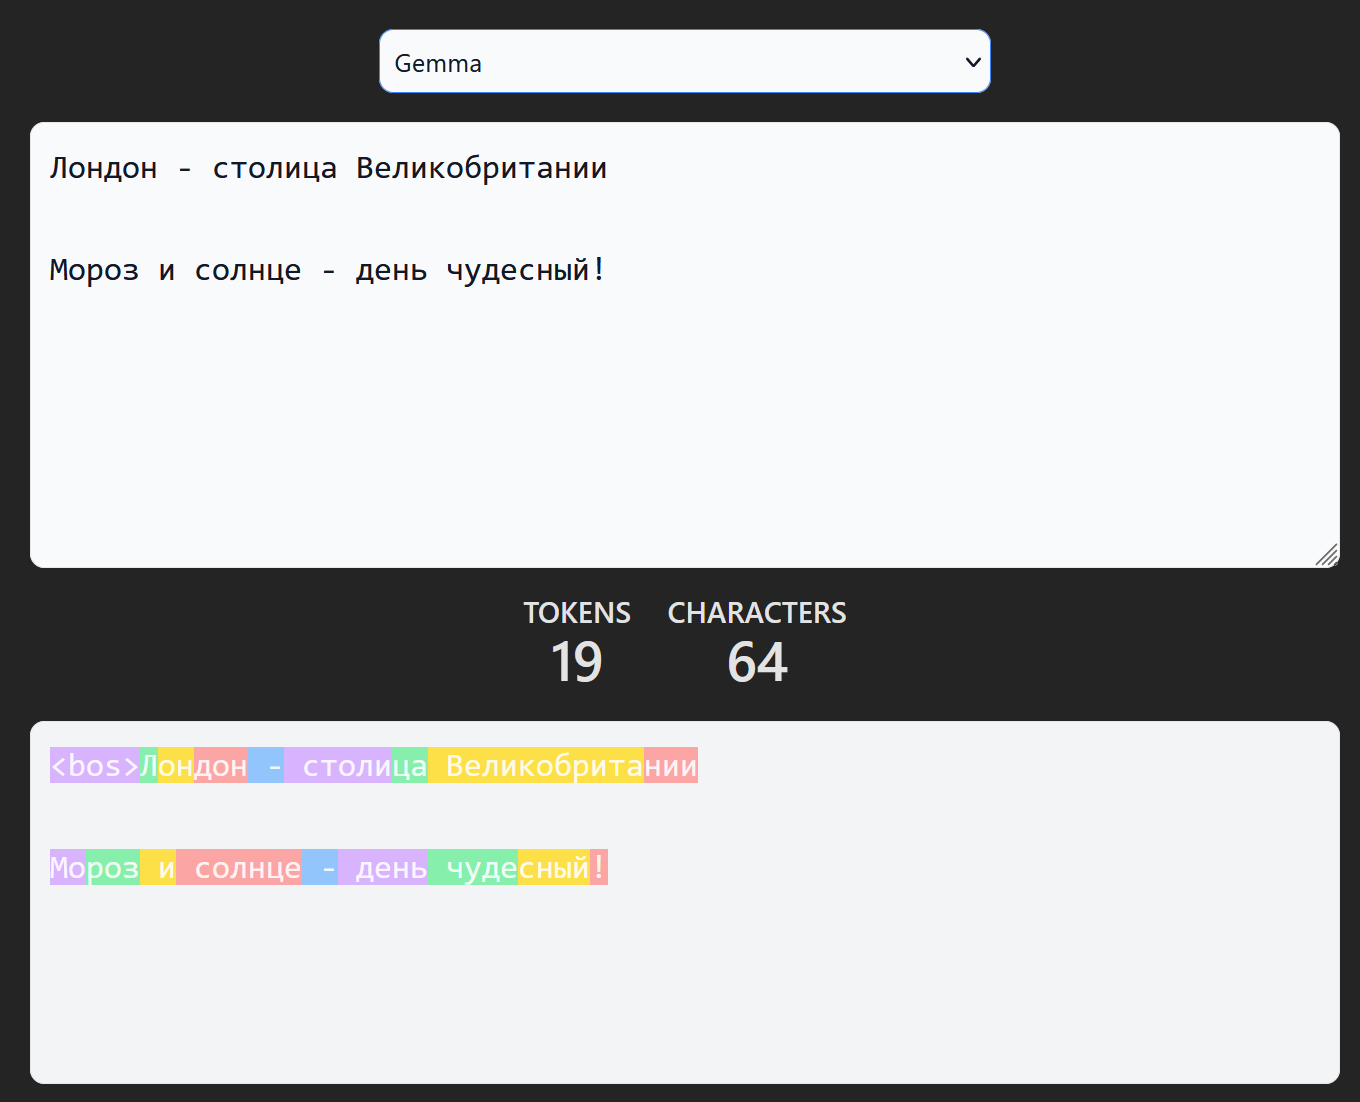 Gemma
Лондон - столица Великобритании
Мороз и солнце - день чудесный!
TOKENS CHARACTERS
19 64
<bos>Лондон - столица Великобритании
Мороз и солнце - день чудесный!